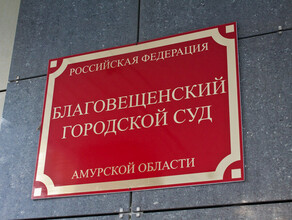 РОССИЙСКАЯ ФЕДЕРАЦИЯ
БЛАГОВЕЩЕНСКИЙ
ГОРОДСКОЙ СУД
АМУРСКОЙ ОБЛАСТИ